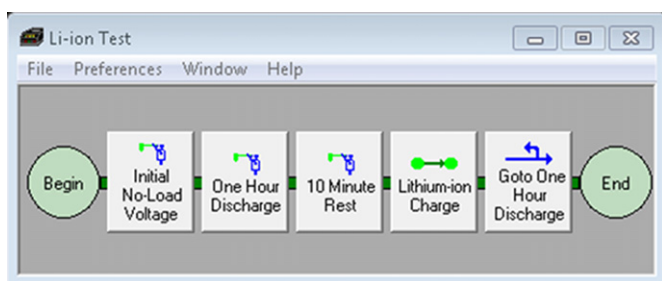 Li-ion Test
File Preferences Window Help
Begin
Initial
No-Load
Voltage
One Hour
Discharge
10 Minute
Rest
Lithium-ion
Charge
Goto One
Hour
Discharge
End